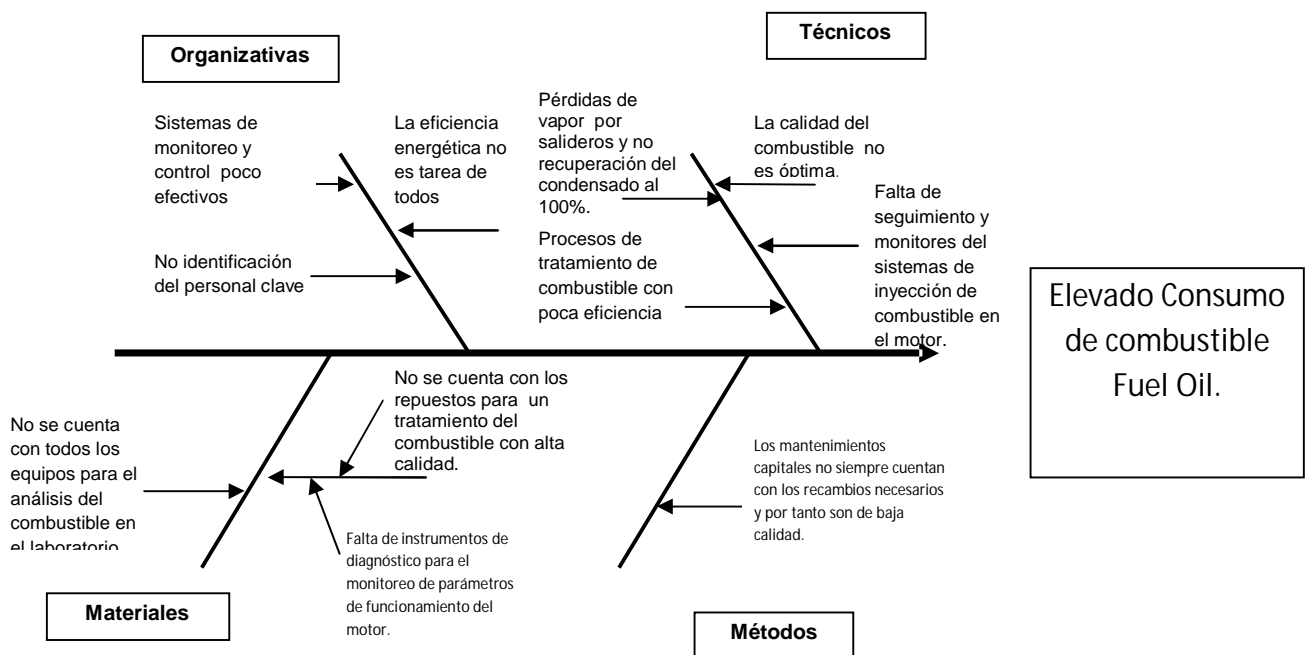 Organizativas
Técnicos
Sistemas de
monitoreo y
control poco
efectivos
La eficiencia
energética no
es tarea de
todos
Pérdidas de
vapor por
salideros y no
recuperación del
condensado al
100%.
La calidad del
combustible no
es óptima.
No identificación
del personal clave
Procesos de
tratamiento de
combustible con
poca eficiencia
Falta de
seguimiento y
monitores del
sistemas de
inyección de
combustible en
el motor.
Elevado Consumo
de combustible
Fuel Oil.
No se cuenta
con todos los
equipos para el
análisis del
combustible en
el laboratorio
No se cuenta con los
repuestos para un
tratamiento del
combustible con alta
calidad.
Falta de instrumentos de
diagnóstico para el
monitoreo de parámetros
de funcionamiento del
motor.
Los mantenimientos
capitales no siempre cuentan
con los recambios necesarios
y por tanto son de baja
calidad.
Materiales
Métodos